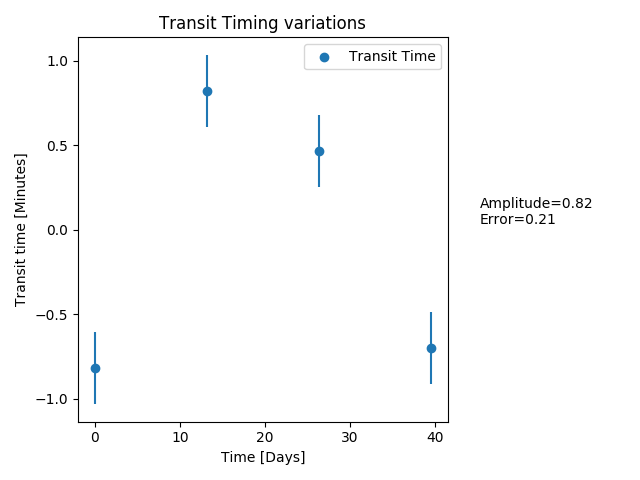 Transit Timing variations
Transit Time
1.0
0.5
0.0
−0.5
−1.0
Transit time [Minutes]
0
10
20
30
40
Time [Days]
Amplitude=0.82
Error=0.21